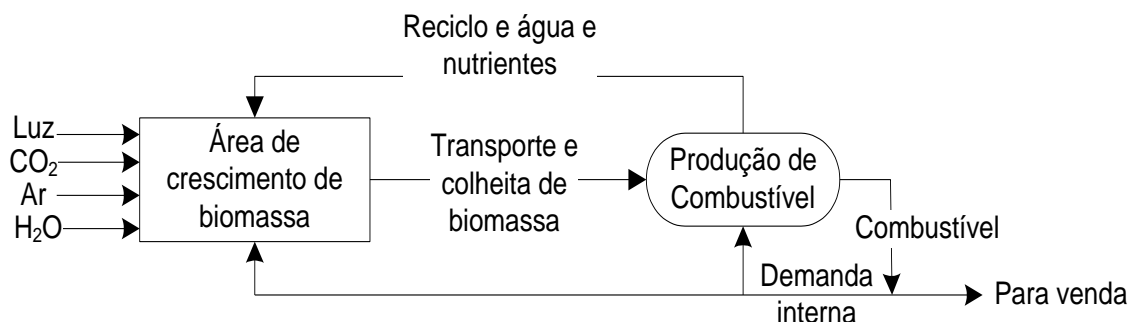 Reciclo e água e
nutrientes
Luz
CO₂
Ar
H₂O
Área de
crescimento de
biomassa
Transporte e
colheita de
biomassa
Produção de
Combustível
Combustível
Demanda
interna
Para venda